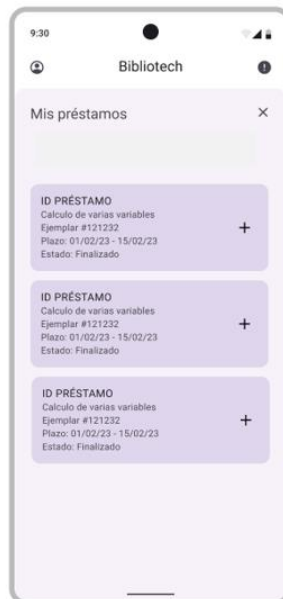 9:30
Bibliotech
Mis préstamos
ID PRÉSTAMO
Calculo de varias variables
Ejemplar #121232
Plazo: 01/02/23 - 15/02/23
Estado: Finalizado
ID PRÉSTAMO
Calculo de varias variables
Ejemplar #121232
Plazo: 01/02/23 - 15/02/23
Estado: Finalizado
ID PRÉSTAMO
Calculo de varias variables
Ejemplar #121232
Plazo: 01/02/23 - 15/02/23
Estado: Finalizado